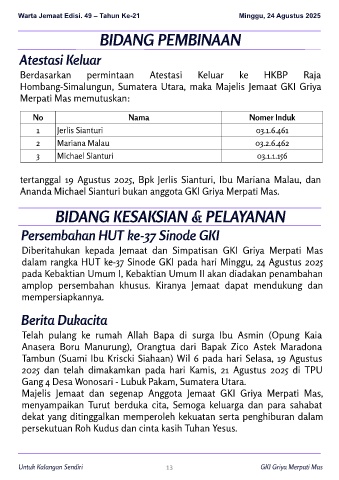 Warta Jemaat Edisi. 49 – Tahun Ke-21 Minggu, 24 Agustus 2025
BIDANG PEMBINAAN
Atestasi Keluar
Berdasarkan permintaan Atestasi Keluar ke HKBP Raja
Hombang-Simalungun, Sumatera Utara, maka Majelis Jemaat GKI Griya
Merpati Mas memutuskan:
No Nama Nomer Induk
1 Jerlis Sianturi 03.1.6.461
2 Mariana Malau 03.2.6.462
3 Michael Sianturi 03.1.1.156
tertanggal 19 Agustus 2025, Bpk Jerlis Sianturi, Ibu Mariana Malau, dan
Ananda Michael Sianturi bukan anggota GKI Griya Merpati Mas.
BIDANG KESAKSIAN & PELAYANAN
Persembahan HUT ke-37 Sinode GKI
Diberitahukan kepada Jemaat dan Simpatisan GKI Griya Merpati Mas
dalam rangka HUT ke-37 Sinode GKI pada hari Minggu, 24 Agustus 2025
pada Kebaktian Umum I, Kebaktian Umum II akan diadakan penambahan
amplop persembahan khusus. Kiranya Jemaat dapat mendukung dan
mempersiapkannya.
Berita Dukacita
Telah pulang ke rumah Allah Bapa di surga Ibu Asmin (Opung Kaia
Anasera Boru Manurung), Orangtua dari Bapak Zico Astek Maradona
Tambun (Suami Ibu Kriscki Siahaan) Wil 6 pada hari Selasa, 19 Agustus
2025 dan telah dimakamkan pada hari Kamis, 21 Agustus 2025 di TPU
Gang 4 Desa Wonosari - Lubuk Pakam, Sumatera Utara.
Majelis Jemaat dan segenap Anggota Jemaat GKI Griya Merpati Mas,
menyampaikan Turut berduka cita, Semoga keluarga dan para sahabat
dekat yang ditinggalkan memperoleh kekuatan serta penghiburan dalam
persekutuan Roh Kudus dan cinta kasih Tuhan Yesus.
Untuk Kalangan Sendiri 13 GKI Griya Merpati Mas